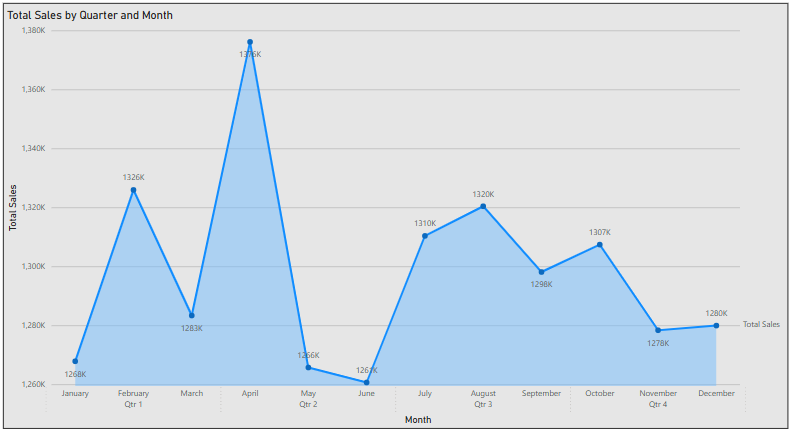 Total Sales by Quarter and Month
1,380K
1,360K
1,340K
1,320K
1,300K
1,280K
1,260K
Total Sales
1268K
1326K
1283K
1376K
1266K
1261K
1310K
1320K
1298K
1307K
1278K
1280K
Total Sales
January February March April May June July August September October November December
Qtr 1 Qtr 2 Qtr 3 Qtr 4
Month